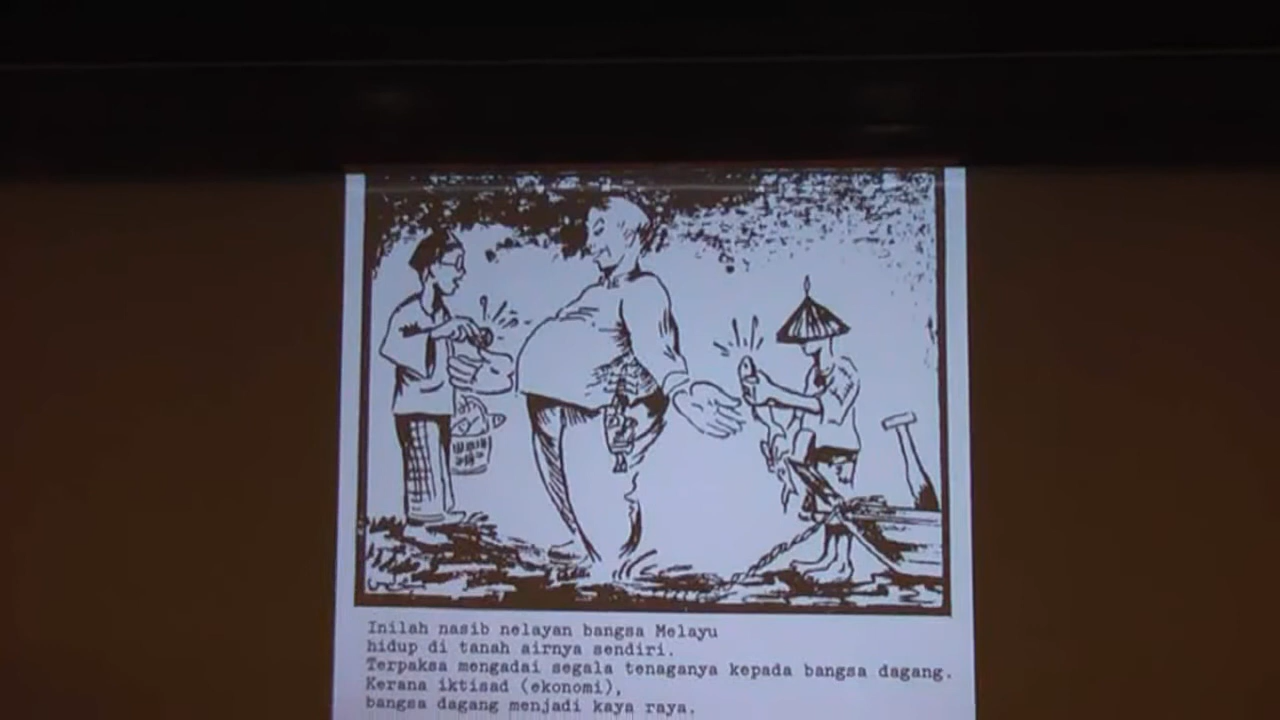 Inilah nasib nelayan bangsa Melayu
hidup di tanah airnya sendiri.
Terpaksa mengadai segala tenaganya kepada bangsa dagang.
Kerana iktisad (ekonomi),
bangsa dagang menjadi kaya raya.